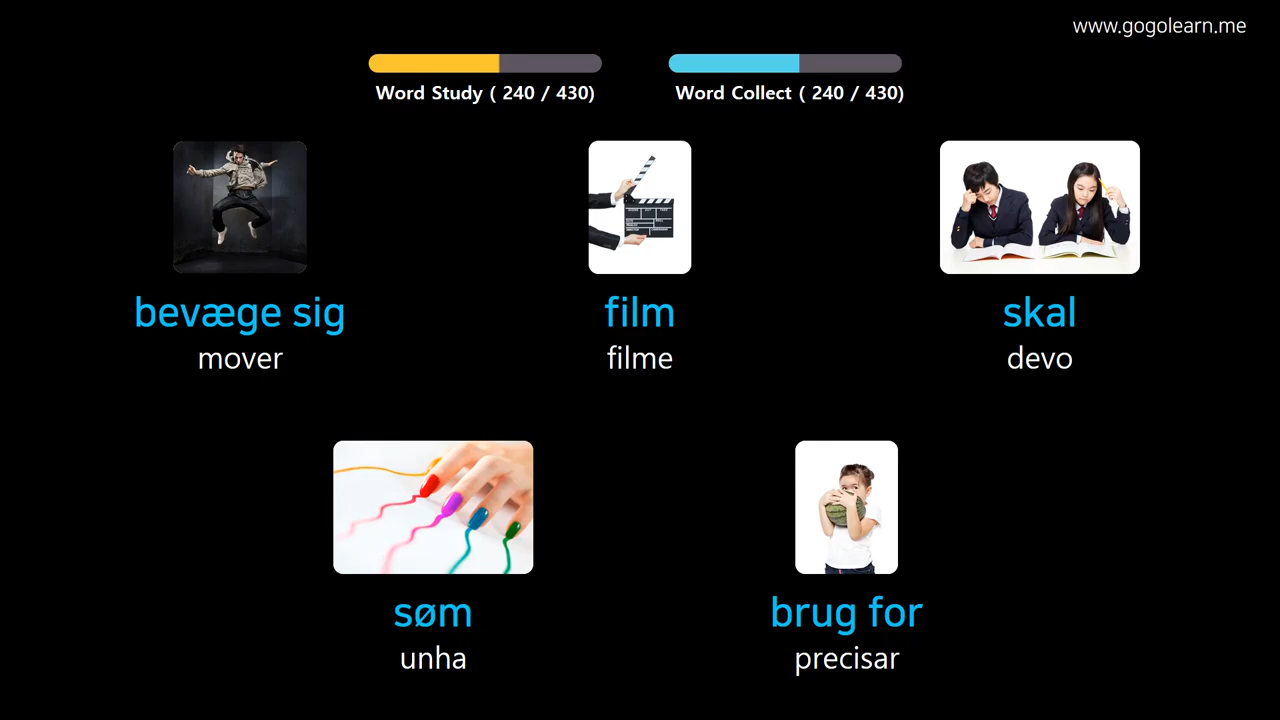 www.gogolearn.me
Word Study ( 240 / 430)
Word Collect ( 240 / 430)
bevæge sig
mover
film
filme
skal
devo
søm
unha
brug for
precisar